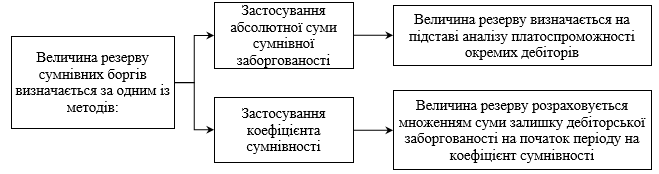 Величина резерву
сумнівних боргів
визначається за одним із
методів:
Застосування
абсолютної суми
сумнівної
заборгованості
Величина резерву визначається на
підставі аналізу платоспроможності
окремих дебіторів
Застосування
коефіцієнта
сумнівності
Величина резерву розраховується
множенням суми залишку дебіторської
заборгованості на початок періоду на
коефіцієнт сумнівності